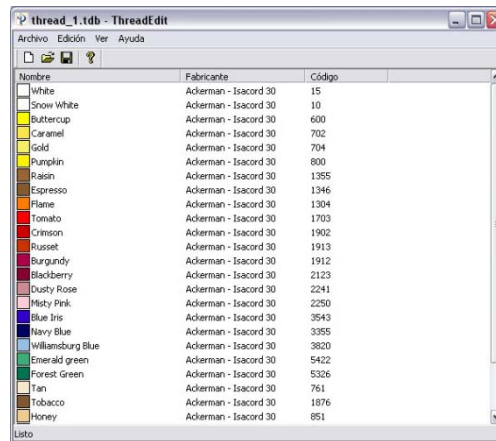 thread_1.tdb - ThreadEdit
Archivo Edición Ver Ayuda
Nombre Fabricante Código
White Ackerman - Isacord 30 15
Snow White Ackerman - Isacord 30 10
Buttercup Ackerman - Isacord 30 600
Caramel Ackerman - Isacord 30 702
Gold Ackerman - Isacord 30 704
Pumpkin Ackerman - Isacord 30 800
Raisin Ackerman - Isacord 30 1355
Espresso Ackerman - Isacord 30 1346
Flame Ackerman - Isacord 30 1304
Tomato Ackerman - Isacord 30 1703
Crimson Ackerman - Isacord 30 1902
Russet Ackerman - Isacord 30 1913
Burgundy Ackerman - Isacord 30 1912
Blackberry Ackerman - Isacord 30 2123
Dusty Rose Ackerman - Isacord 30 2241
Misty Pink Ackerman - Isacord 30 2250
Blue Iris Ackerman - Isacord 30 3543
Navy Blue Ackerman - Isacord 30 3355
Williamsburg Blue Ackerman - Isacord 30 3820
Emerald green Ackerman - Isacord 30 5422
Forest Green Ackerman - Isacord 30 5326
Tan Ackerman - Isacord 30 761
Tobacco Ackerman - Isacord 30 1876
Honey Ackerman - Isacord 30 851
Listo